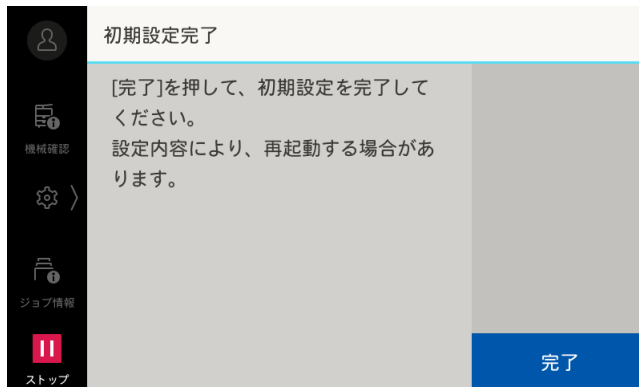 初期設定完了
[完了]を押して、初期設定を完了して
ください。
設定内容により、再起動する場合があ
ります。
機械確認
ジョブ情報
ストップ
完了